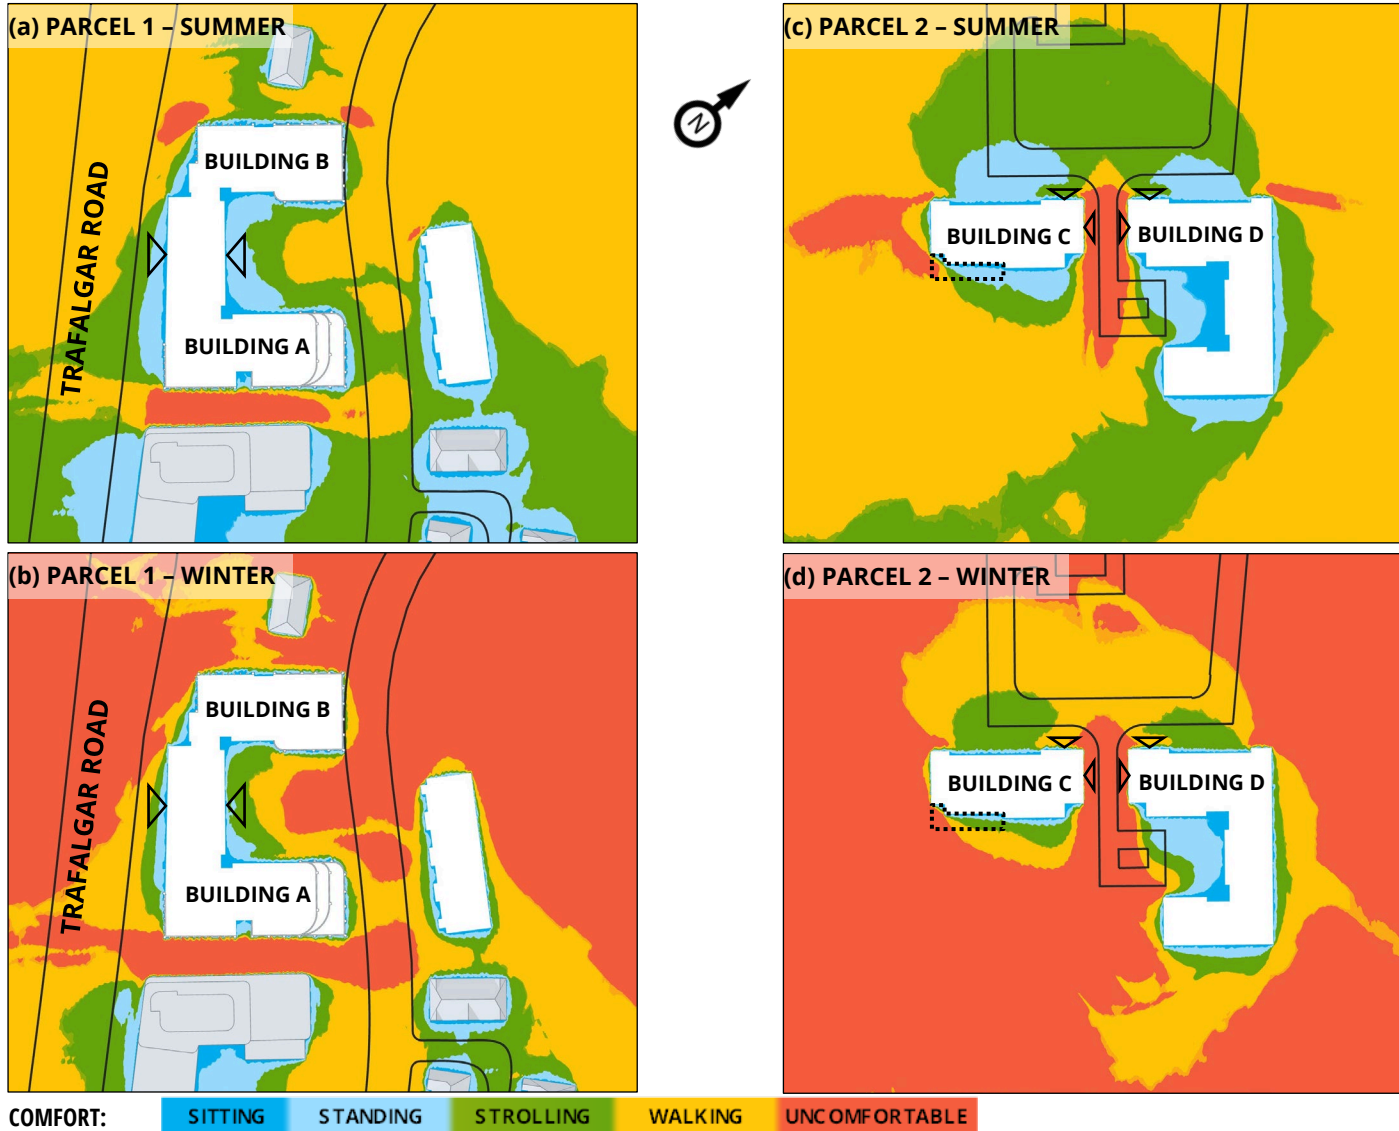 (a) PARCEL 1 – SUMMER
BUILDING B
TRAFALGAR ROAD
BUILDING A
N
(c) PARCEL 2 – SUMMER
BUILDING C
BUILDING D
(b) PARCEL 1 – WINTER
BUILDING B
TRAFALGAR ROAD
BUILDING A
(d) PARCEL 2 – WINTER
BUILDING C
BUILDING D
COMFORT: SITTING STANDING STROLLING WALKING UNCOMFORTABLE